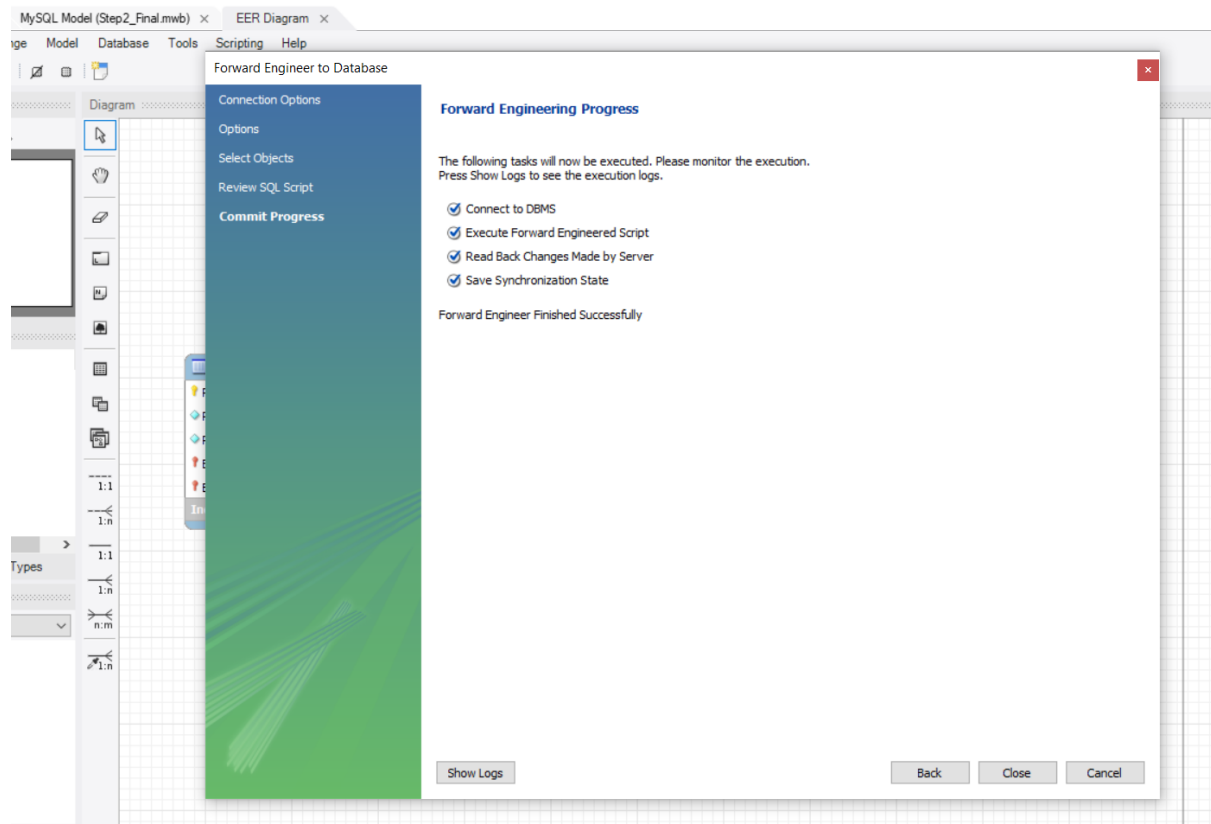 MySQL Model (Step2_Final.mwb) × EER Diagram ×
nge Model Database Tools Scripting Help
Forward Engineer to Database
Diagram
Connection Options
Options
Select Objects
Review SQL Script
Commit Progress
Forward Engineering Progress
The following tasks will now be executed. Please monitor the execution.
Press Show Logs to see the execution logs.
Connect to DBMS
Execute Forward Engineered Script
Read Back Changes Made by Server
Save Synchronization State
Forward Engineer Finished Successfully
In
1:1
1:n
1:1
Types
1:n
n:m
1:n
Show Logs Back Close Cancel